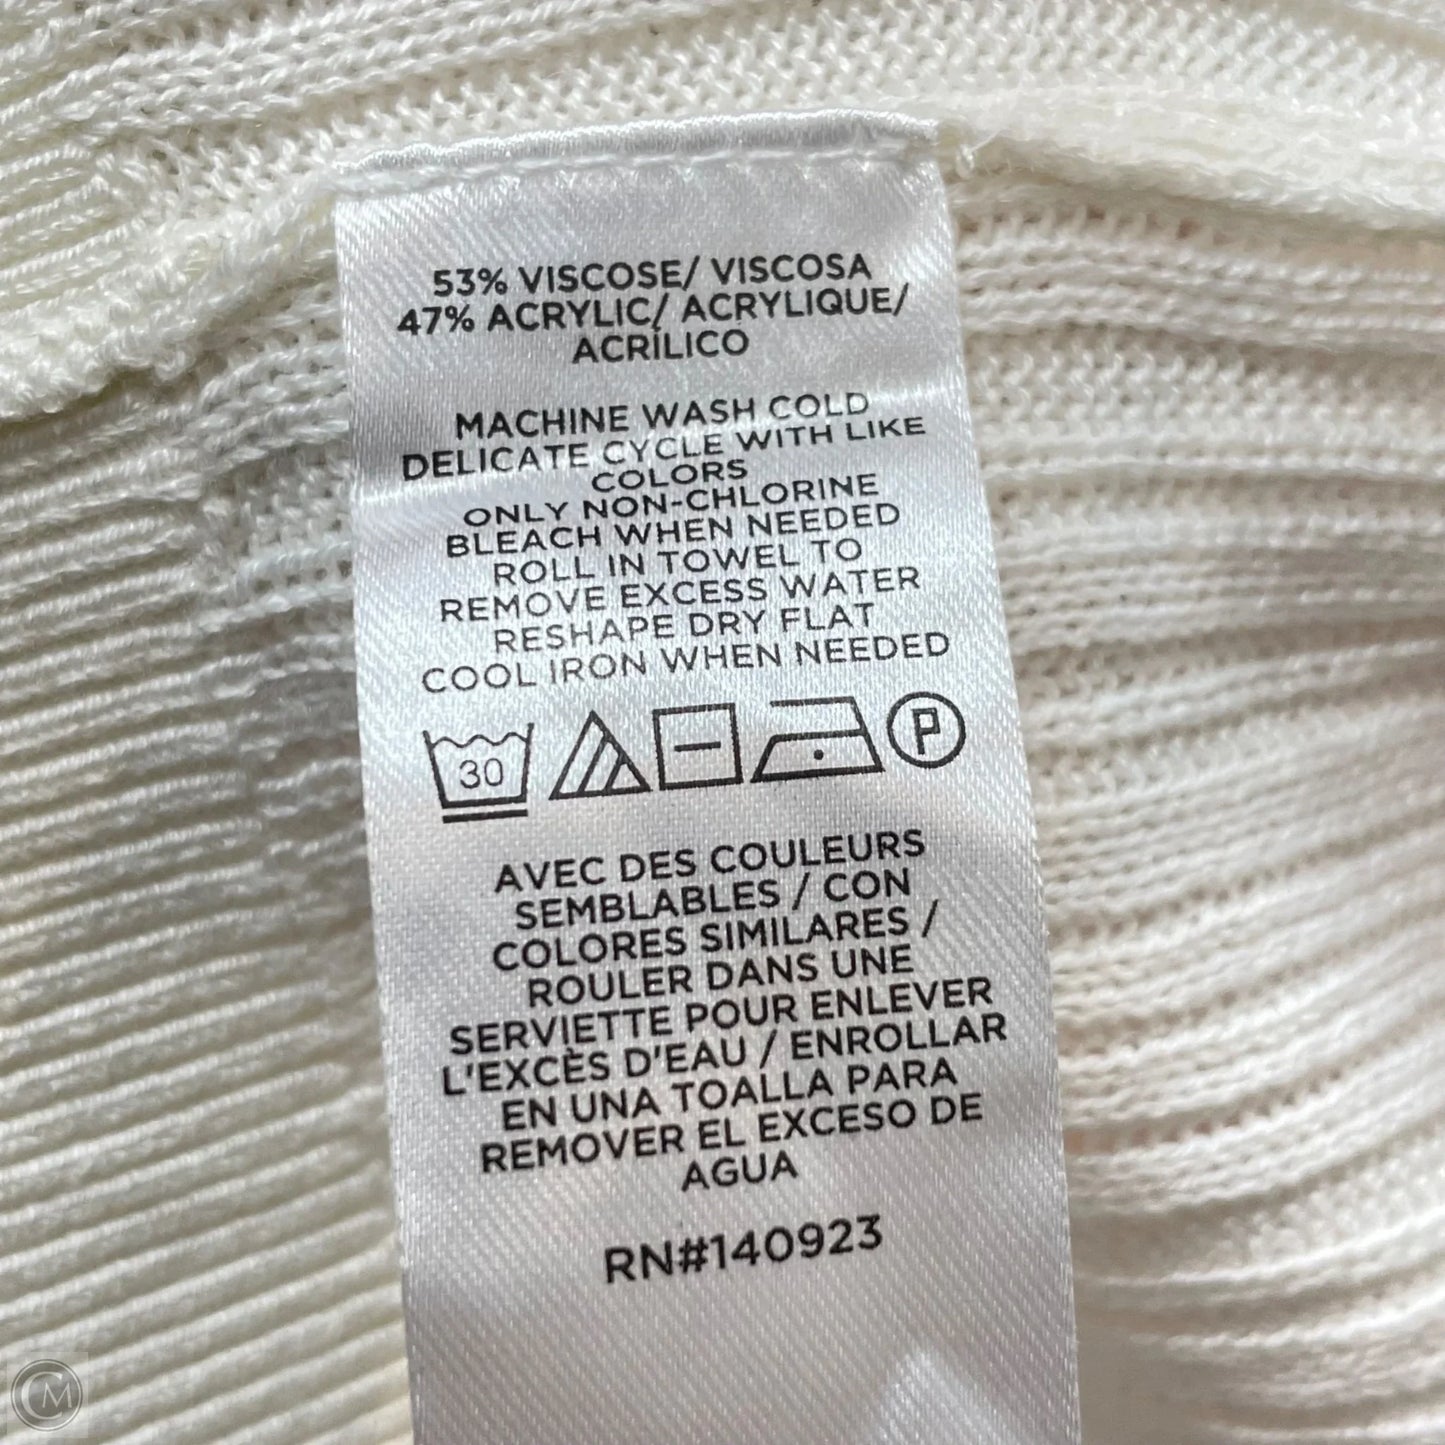 53% VISCOSE/ VISCOSA
47% ACRYLIC/ ACRYLIQUE/
ACRÍLICO
MACHINE WASH COLD
DELICATE CYCLE WITH LIKE
COLORS
ONLY NON-CHLORINE
BLEACH WHEN NEEDED
ROLL IN TOWEL TO
REMOVE EXCESS WATER
RESHAPE DRY FLAT
COOL IRON WHEN NEEDED
30 P
AVEC DES COULEURS
SEMBLABLES / CON
COLORES SIMILARES /
ROULER DANS UNE
SERVIETTE POUR ENLEVER
L'EXCÈS D'EAU / ENROLLAR
EN UNA TOALLA PARA
REMOVER EL EXCESO DE
AGUA
RN#140923
CM